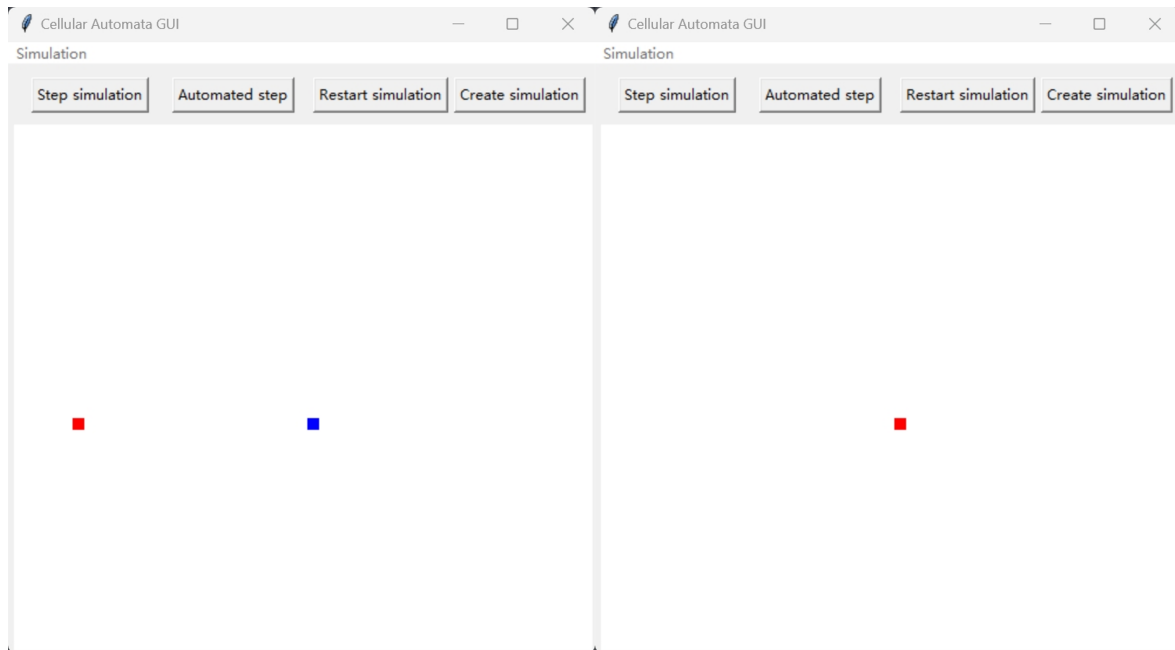 Cellular Automata GUI
Simulation
Step simulation Automated step Restart simulation Create simulation
Cellular Automata GUI
Simulation
Step simulation Automated step Restart simulation Create simulation